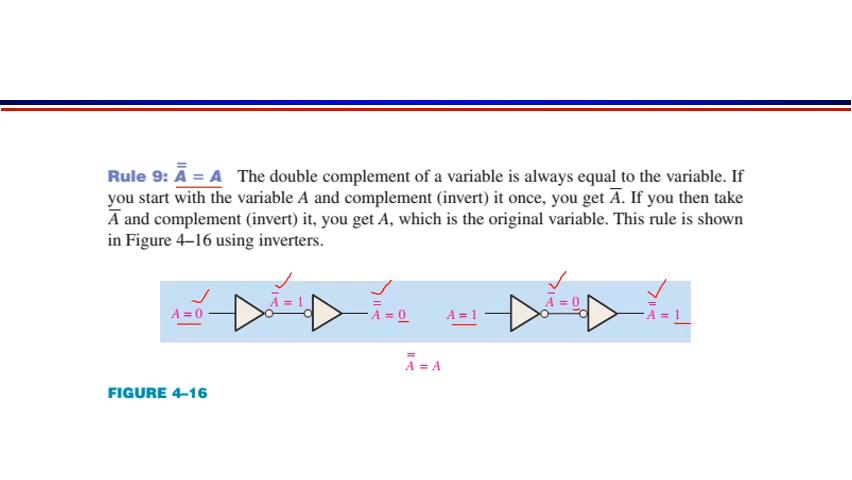 Rule 9: A̿ = A The double complement of a variable is always equal to the variable. If
you start with the variable A and complement (invert) it once, you get A̅. If you then take
A̅ and complement (invert) it, you get A, which is the original variable. This rule is shown
in Figure 4–16 using inverters.
A = 0 A̅ = 1 A̿ = 0 A = 1 A̅ = 0 A̿ = 1
A̿ = A
FIGURE 4–16